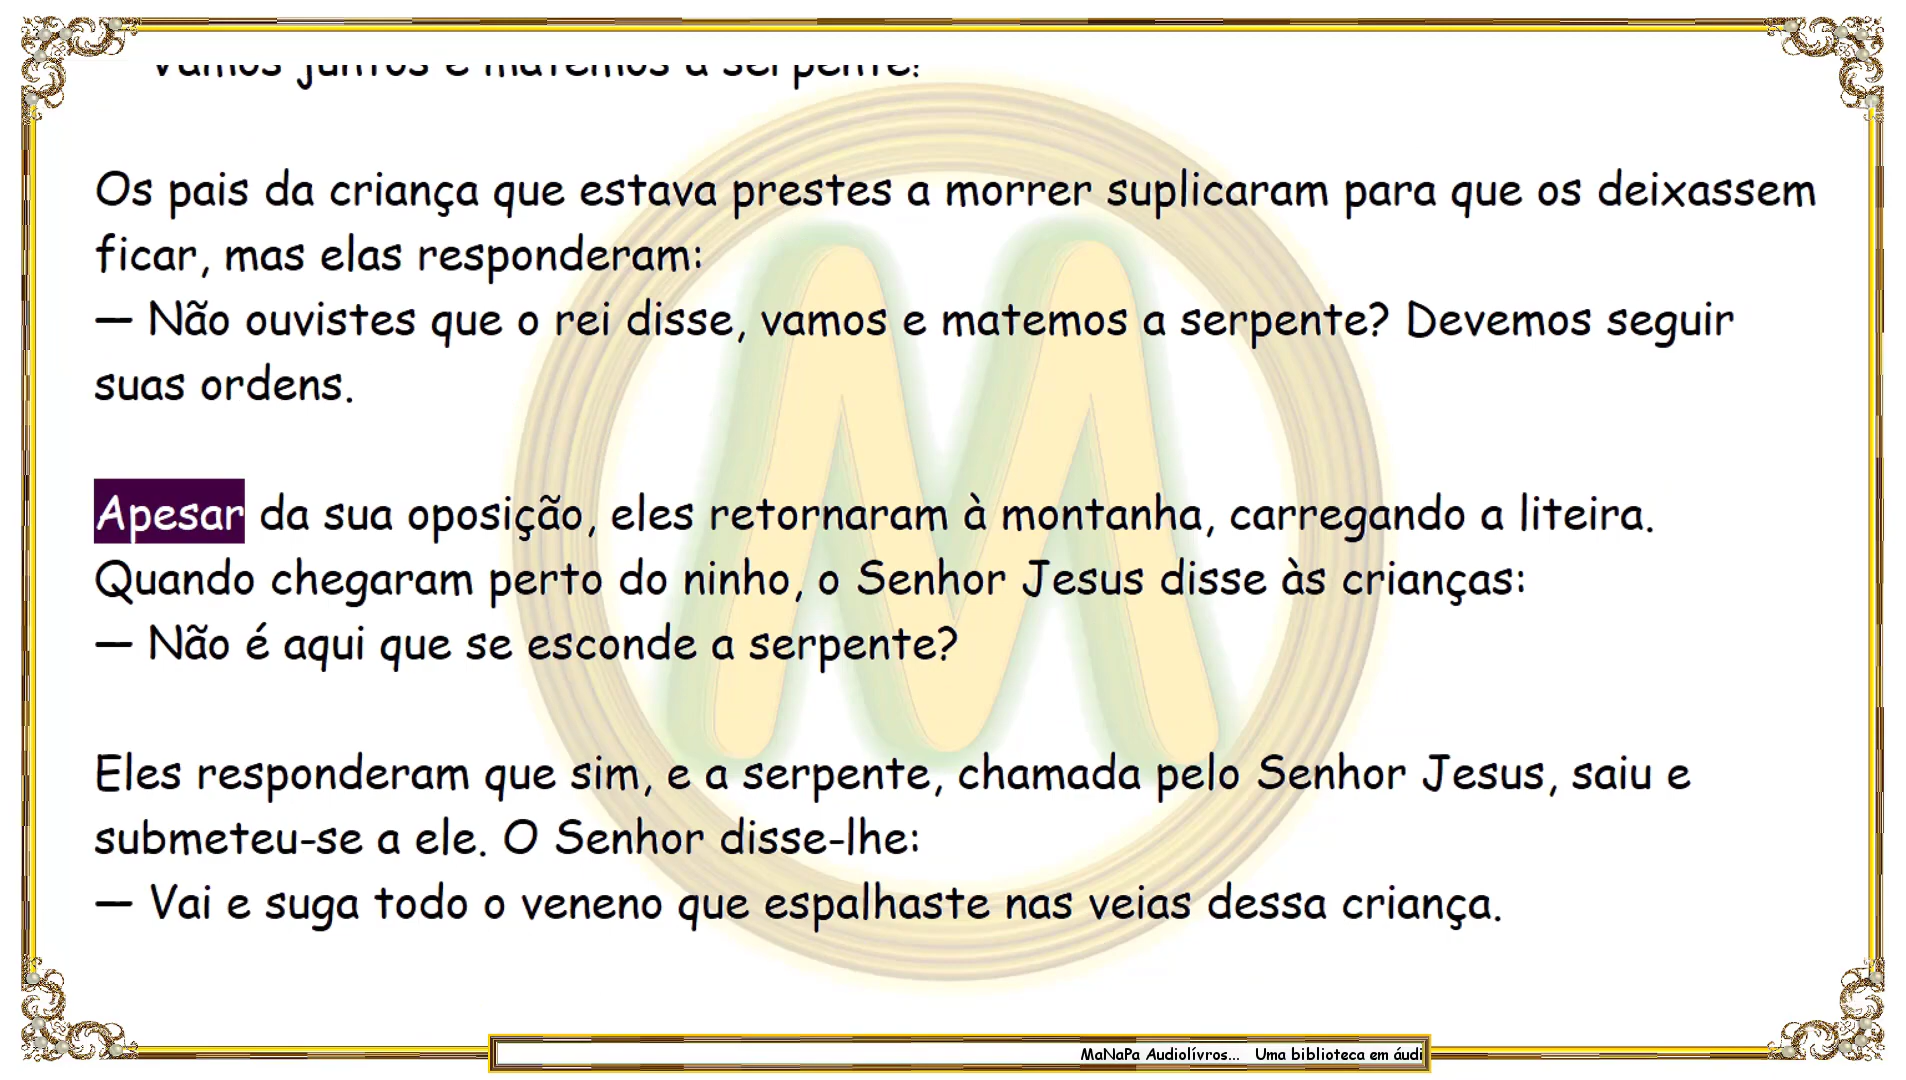 Vamos juntos e matemos a serpente!
Os pais da criança que estava prestes a morrer suplicaram para que os deixassem
ficar, mas elas responderam:
— Não ouvistes que o rei disse, vamos e matemos a serpente? Devemos seguir
suas ordens.
Apesar da sua oposição, eles retornaram à montanha, carregando a liteira.
Quando chegaram perto do ninho, o Senhor Jesus disse às crianças:
— Não é aqui que se esconde a serpente?
Eles responderam que sim, e a serpente, chamada pelo Senhor Jesus, saiu e
submeteu-se a ele. O Senhor disse-lhe:
— Vai e suga todo o veneno que espalhaste nas veias dessa criança.
MaNaPa Audiolívros... Uma biblioteca em áudi